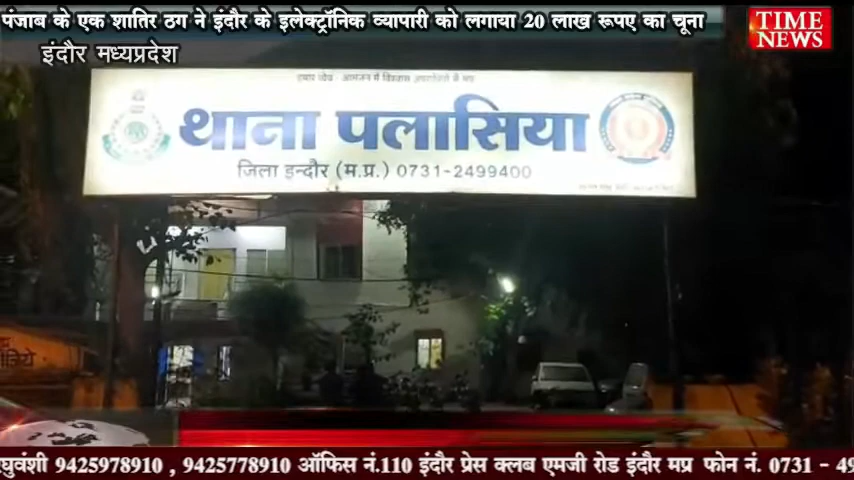 पंजाब के एक शातिर ठग ने इंदौर के इलेक्ट्रॉनिक व्यापारी को लगाया 20 लाख रूपए का चूना
TIME
NEWS
इंदौर मध्यप्रदेश
थाना पलासिया
जिला इन्दौर (म.प्र.) 0731-2499400
घुवंशी 9425978910 , 9425778910 ऑफिस नं.110 इंदौर प्रेस क्लब एमजी रोड इंदौर मप्र फोन नं. 0731 - 49